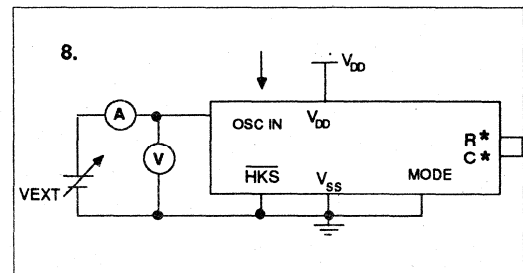 8.
V_DD
A
OSC IN V_DD
R*
V
C*
HKS V_SS MODE
VEXT